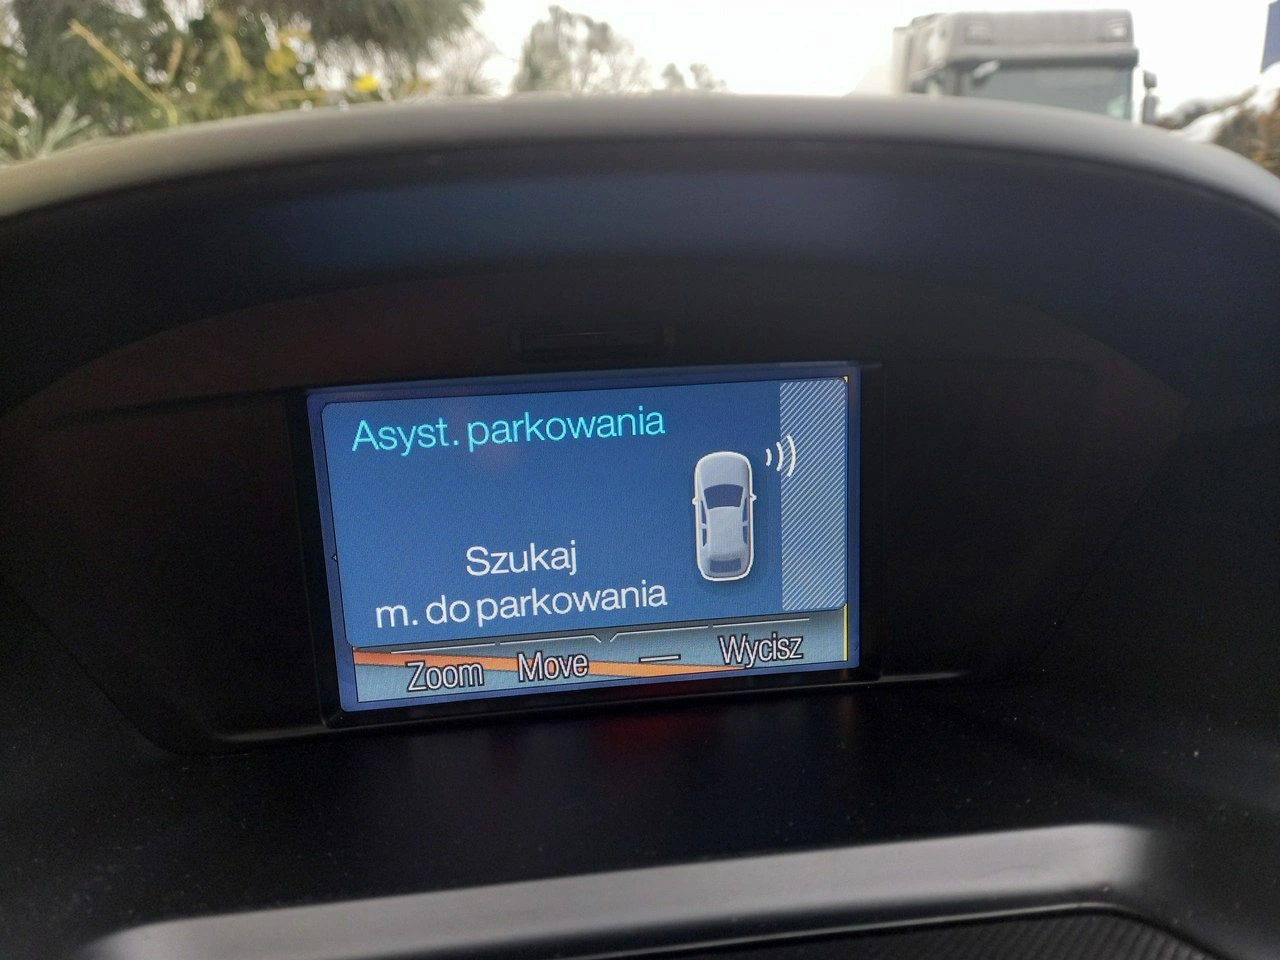 Asyst. parkowania
Szukaj
m. do parkowania
Zoom Move — Wycisz